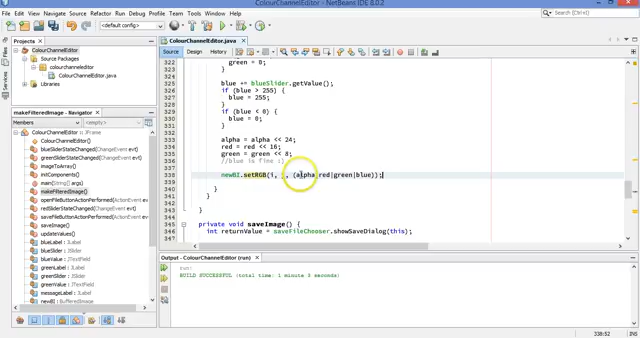 ColourChannelEditor - NetBeans IDE 8.0.2
File Edit View Navigate Source Refactor Run Debug Profile Team Tools Window Help
<default config>
Projects
ColourChannelEditor
Source Packages
colourchanneleditor
ColourChannelEditor.java
Libraries
Services
Files
makeFilteredImage() - Navigator
Members
<empty>
ColourChannelEditor :: JFrame
ColourChannelEditor()
blueSliderStateChanged(ChangeEvent evt)
greenSliderStateChanged(ChangeEvent evt)
imageToArray()
initComponents()
main(String[] args)
makeFilteredImage()
openFileButtonActionPerformed(ActionEvent evt)
redSliderStateChanged(ChangeEvent evt)
saveFileButtonActionPerformed(ActionEvent evt)
saveImage()
updateValues()
blueLabel : JLabel
blueSlider : JSlider
blueValue : JTextField
greenLabel : JLabel
greenSlider : JSlider
greenValue : JTextField
messageLabel : JLabel
newBI : BufferedImage
ColourChannelEditor.java
Source Design History
322
323 green = 0;
324 }
325
326 blue += blueSlider.getValue();
327 if (blue > 255) {
328 blue = 255;
329 }
330 if (blue < 0) {
331 blue = 0;
332 }
333
334 alpha = alpha << 24;
335 red = red << 16;
336 green = green << 8;
337 //blue is fine :]
338 newBI.setRGB(i, j, (alpha|red|green|blue));
339
340 }
341 }
343 }
344
345 private void saveImage() {
346 int returnValue = saveFileChooser.showSaveDialog(this);
347
Output - ColourChannelEditor (run)
run:
BUILD SUCCESSFUL (total time: 1 minute 3 seconds)
338:52
INS